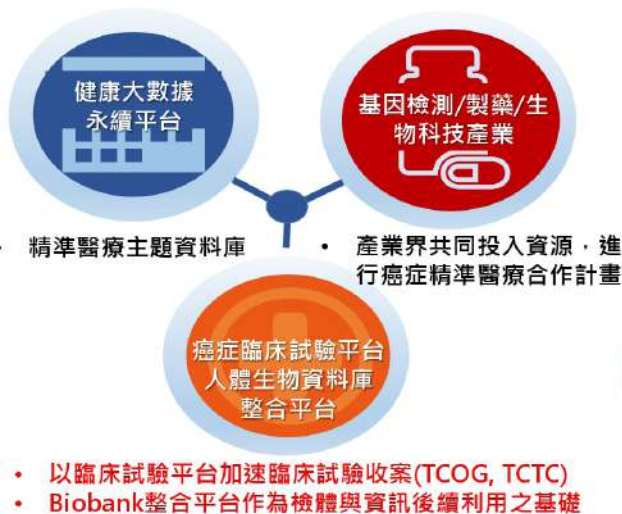 健康大數據
永續平台
基因檢測/製藥/生
物科技產業
• 精準醫療主題資料庫
• 產業界共同投入資源，進
行癌症精準醫療合作計畫
癌症臨床試驗平台
人體生物資料庫
整合平台
• 以臨床試驗平台加速臨床試驗收案(TCOG, TCTC)
• Biobank整合平台作為檢體與資訊後續利用之基礎